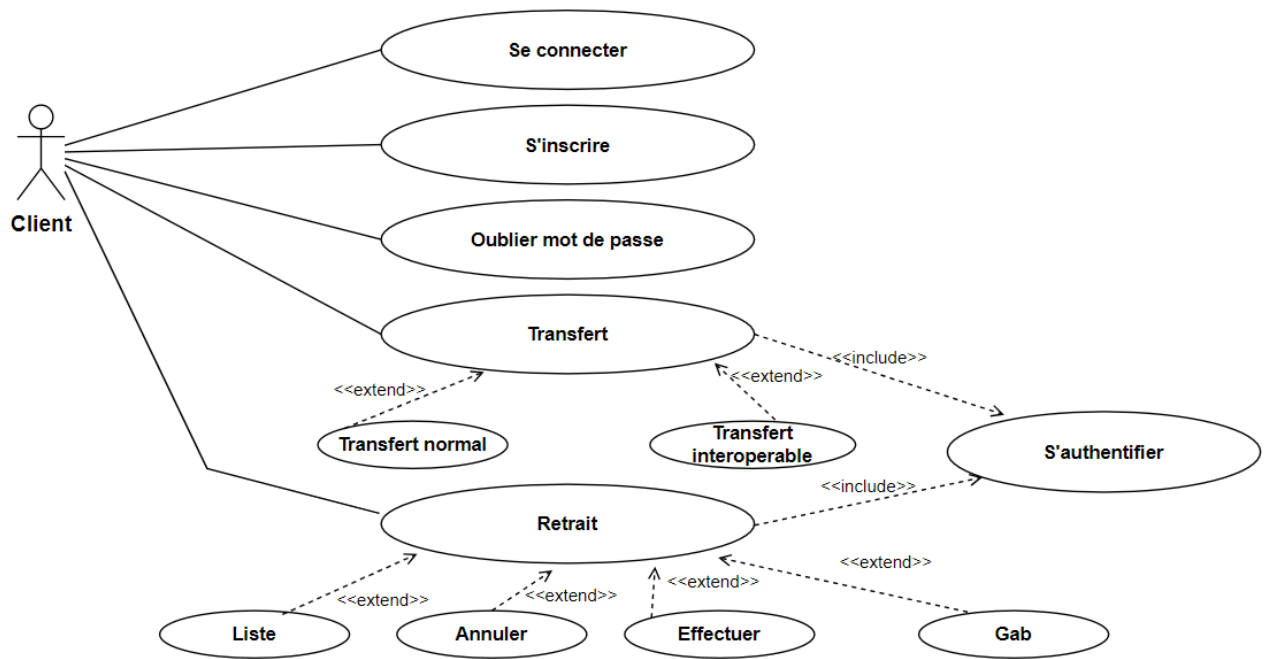 Se connecter
S'inscrire
Client
Oublier mot de passe
Transfert
<<include>>
<<extend>>
<<extend>>
Transfert normal
Transfert
interoperable
S'authentifier
<<include>>
Retrait
<<extend>>
<<extend>>
<<extend>>
<<extend>>
Liste
Annuler
Effectuer
Gab